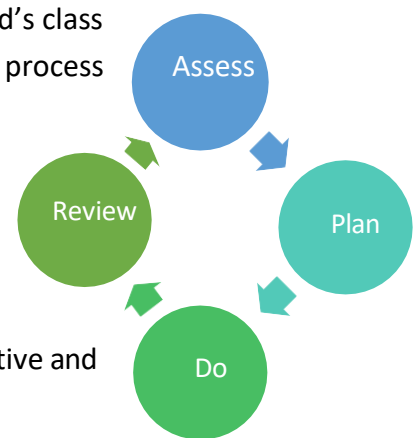 d’s class
process
Assess
Review
Plan
tive and
Do